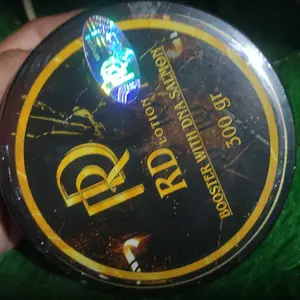 RD
RD
LOTION
BOOSTER WITH DNA SALMON
300 gr